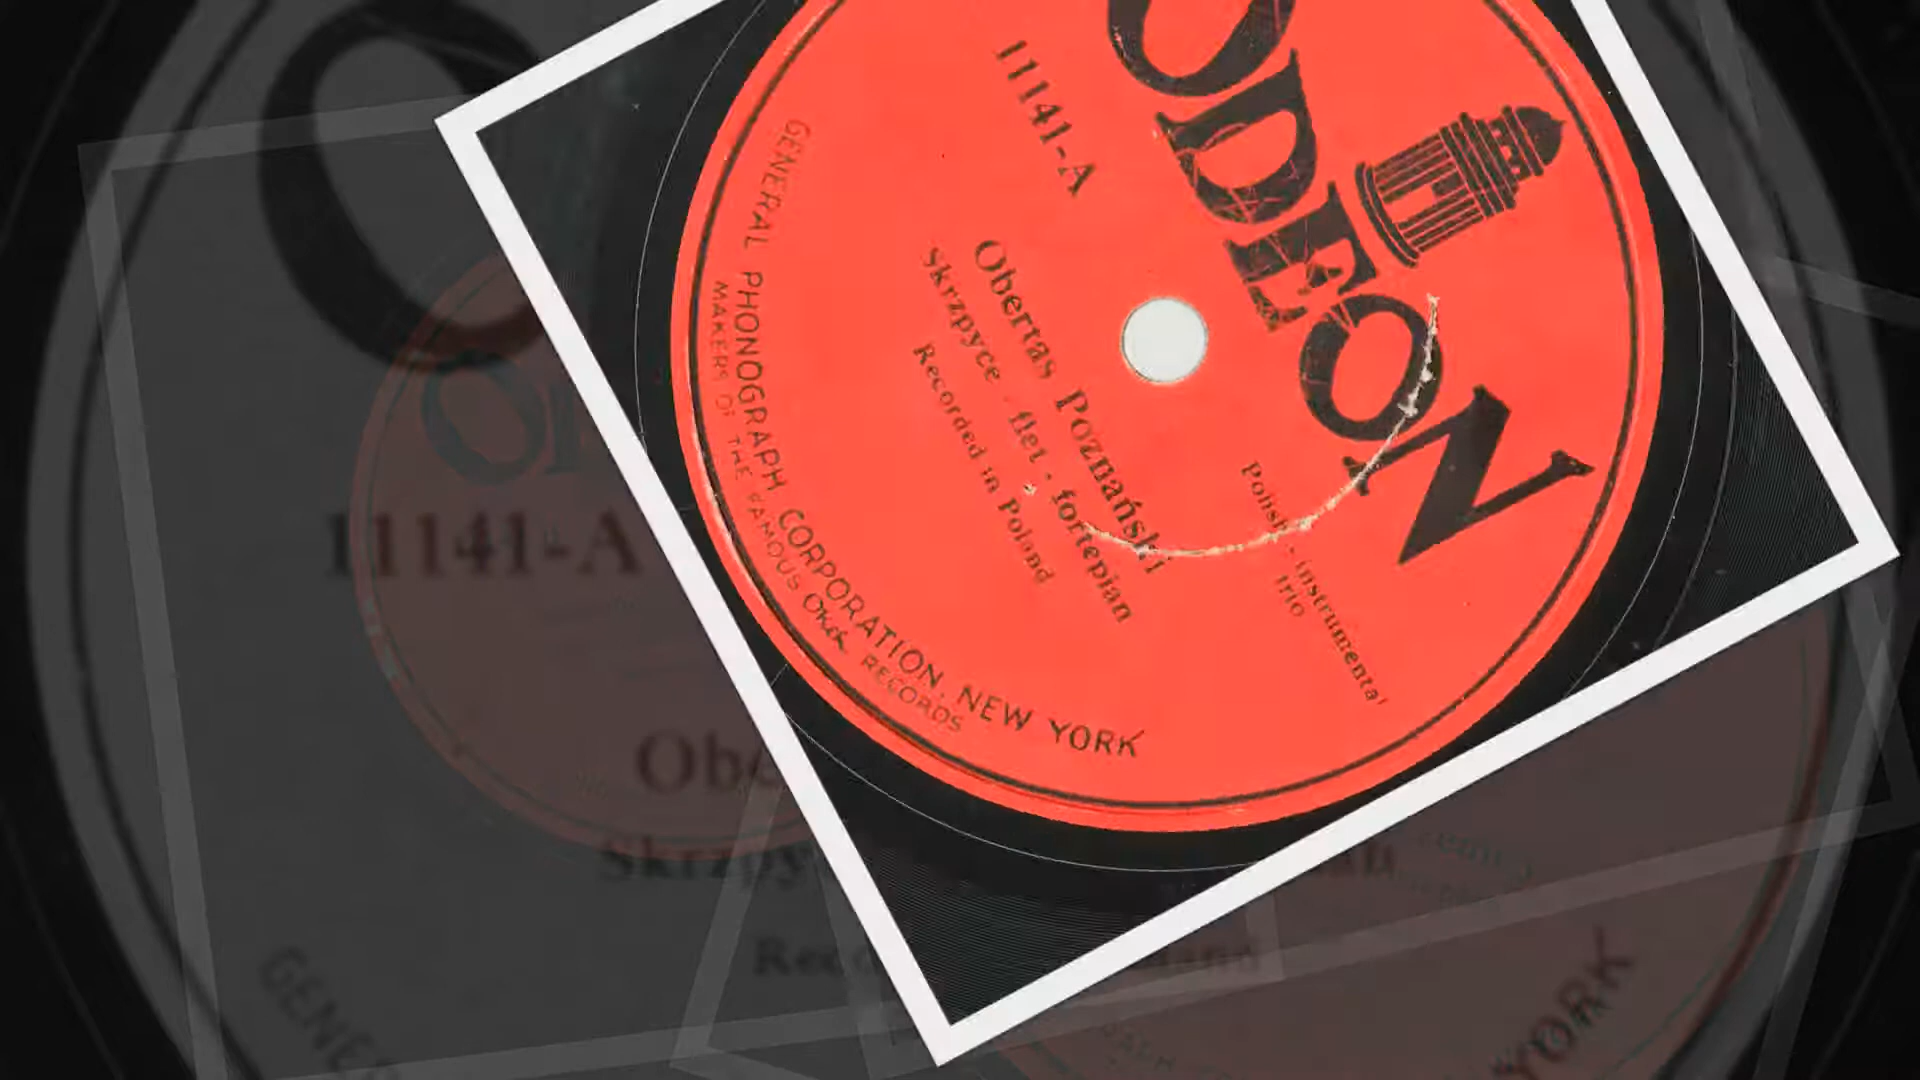 ODEON
11141-A
Polish - instrumental
trio
Obertas Poznański
Skrzpyce - flet - fortepian
Recorded in Poland
GENERAL PHONOGRAPH CORPORATION, NEW YORK
MAKERS OF THE FAMOUS OKeh RECORDS
11141-A